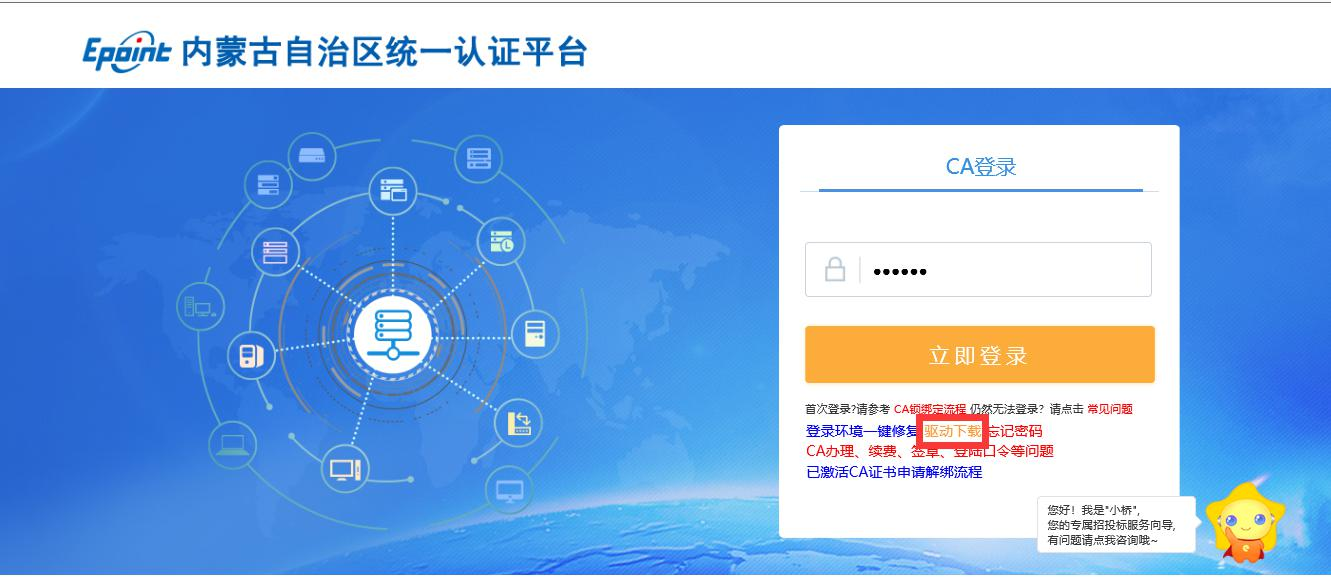 Epoint 内蒙古自治区统一认证平台
CA登录
••••••
立即登录
首次登录?请参考 CA锁绑定流程 仍然无法登录？请点击 常见问题
登录环境一键修复 驱动下载 忘记密码
CA办理、续费、签章、登陆口令等问题
已激活CA证书申请解绑流程
您好！我是"小桥",
您的专属招投标服务向导,
有问题请点我咨询哦~